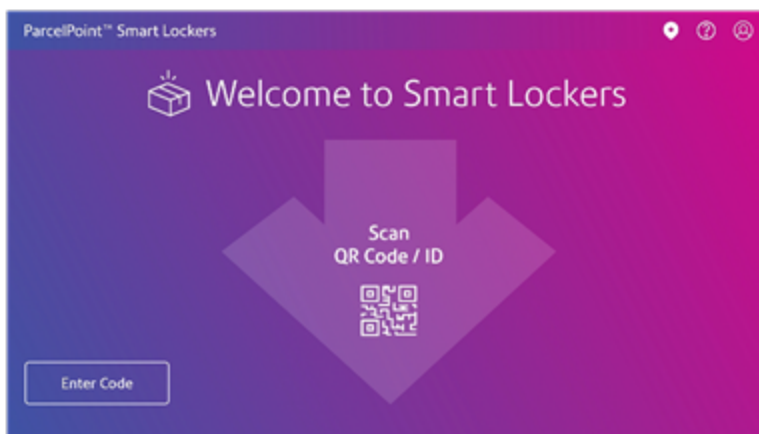 ParcelPoint™ Smart Lockers
Welcome to Smart Lockers
Scan
QR Code / ID
Enter Code